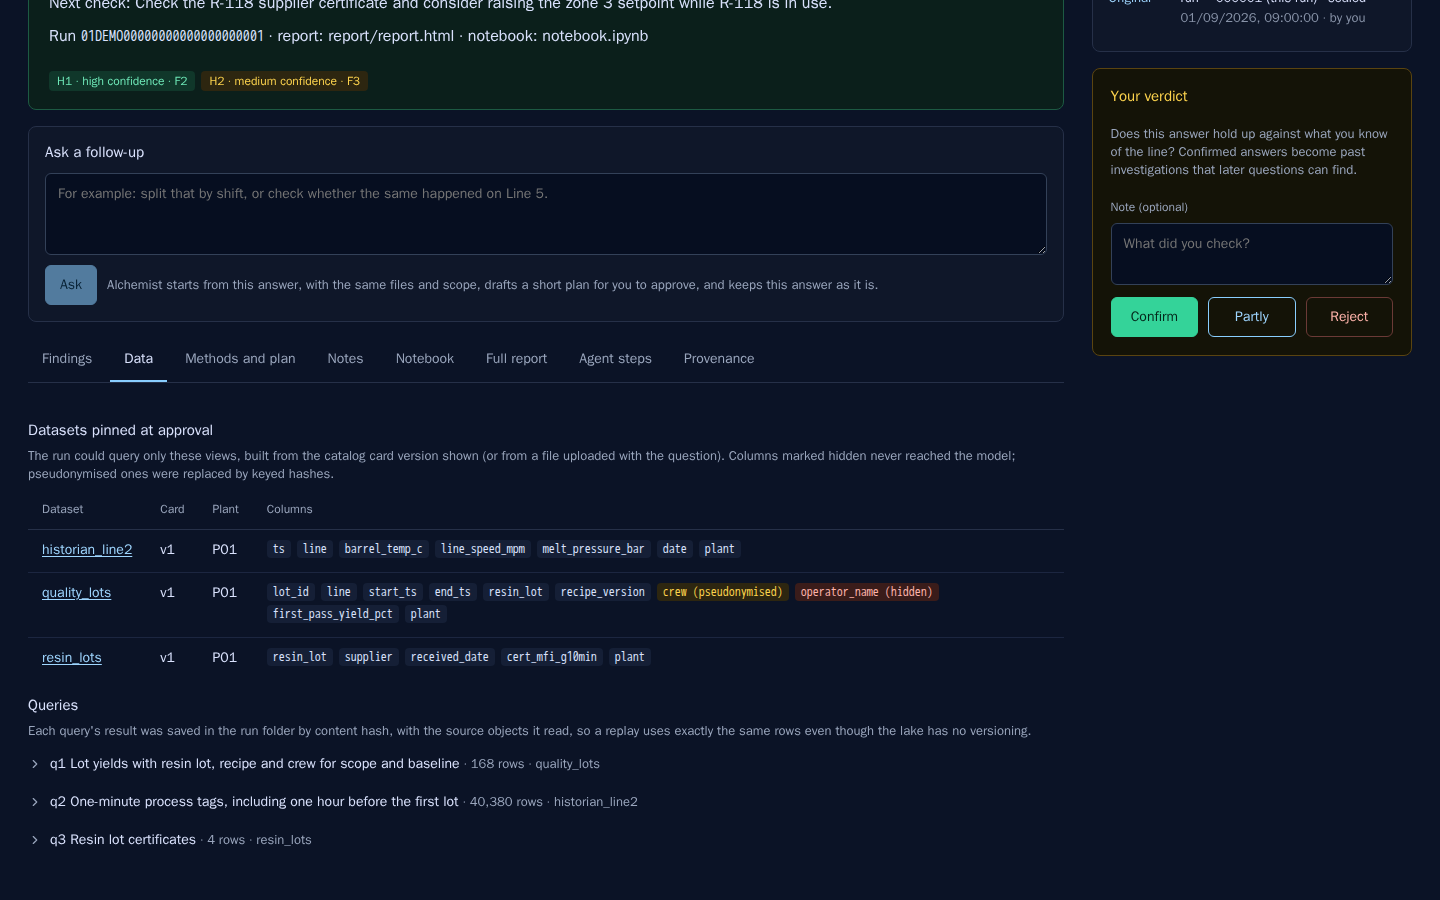 Next check: Check the R-118 supplier certificate and consider raising the zone 3 setpoint while R-118 is in use.
Run 01DEMO00000000000000000001 · report: report/report.html · notebook: notebook.ipynb
H1 · high confidence · F2
H2 · medium confidence · F3
Ask a follow-up
For example: split that by shift, or check whether the same happened on Line 5.
Ask
Alchemist starts from this answer, with the same files and scope, drafts a short plan for you to approve, and keeps this answer as it is.
Findings
Data
Methods and plan
Notes
Notebook
Full report
Agent steps
Provenance
Datasets pinned at approval
The run could query only these views, built from the catalog card version shown (or from a file uploaded with the question). Columns marked hidden never reached the model;
pseudonymised ones were replaced by keyed hashes.
Dataset Card Plant Columns
historian_line2 v1 P01 ts line barrel_temp_c line_speed_mpm melt_pressure_bar date plant
quality_lots v1 P01 lot_id line start_ts end_ts resin_lot recipe_version crew (pseudonymised) operator_name (hidden)
first_pass_yield_pct plant
resin_lots v1 P01 resin_lot supplier received_date cert_mfi_g10min plant
Queries
Each query's result was saved in the run folder by content hash, with the source objects it read, so a replay uses exactly the same rows even though the lake has no versioning.
q1 Lot yields with resin lot, recipe and crew for scope and baseline · 168 rows · quality_lots
q2 One-minute process tags, including one hour before the first lot · 40,380 rows · historian_line2
q3 Resin lot certificates · 4 rows · resin_lots
01/09/2026, 09:00:00 · by you
Your verdict
Does this answer hold up against what you know
of the line? Confirmed answers become past
investigations that later questions can find.
Note (optional)
What did you check?
Confirm
Partly
Reject